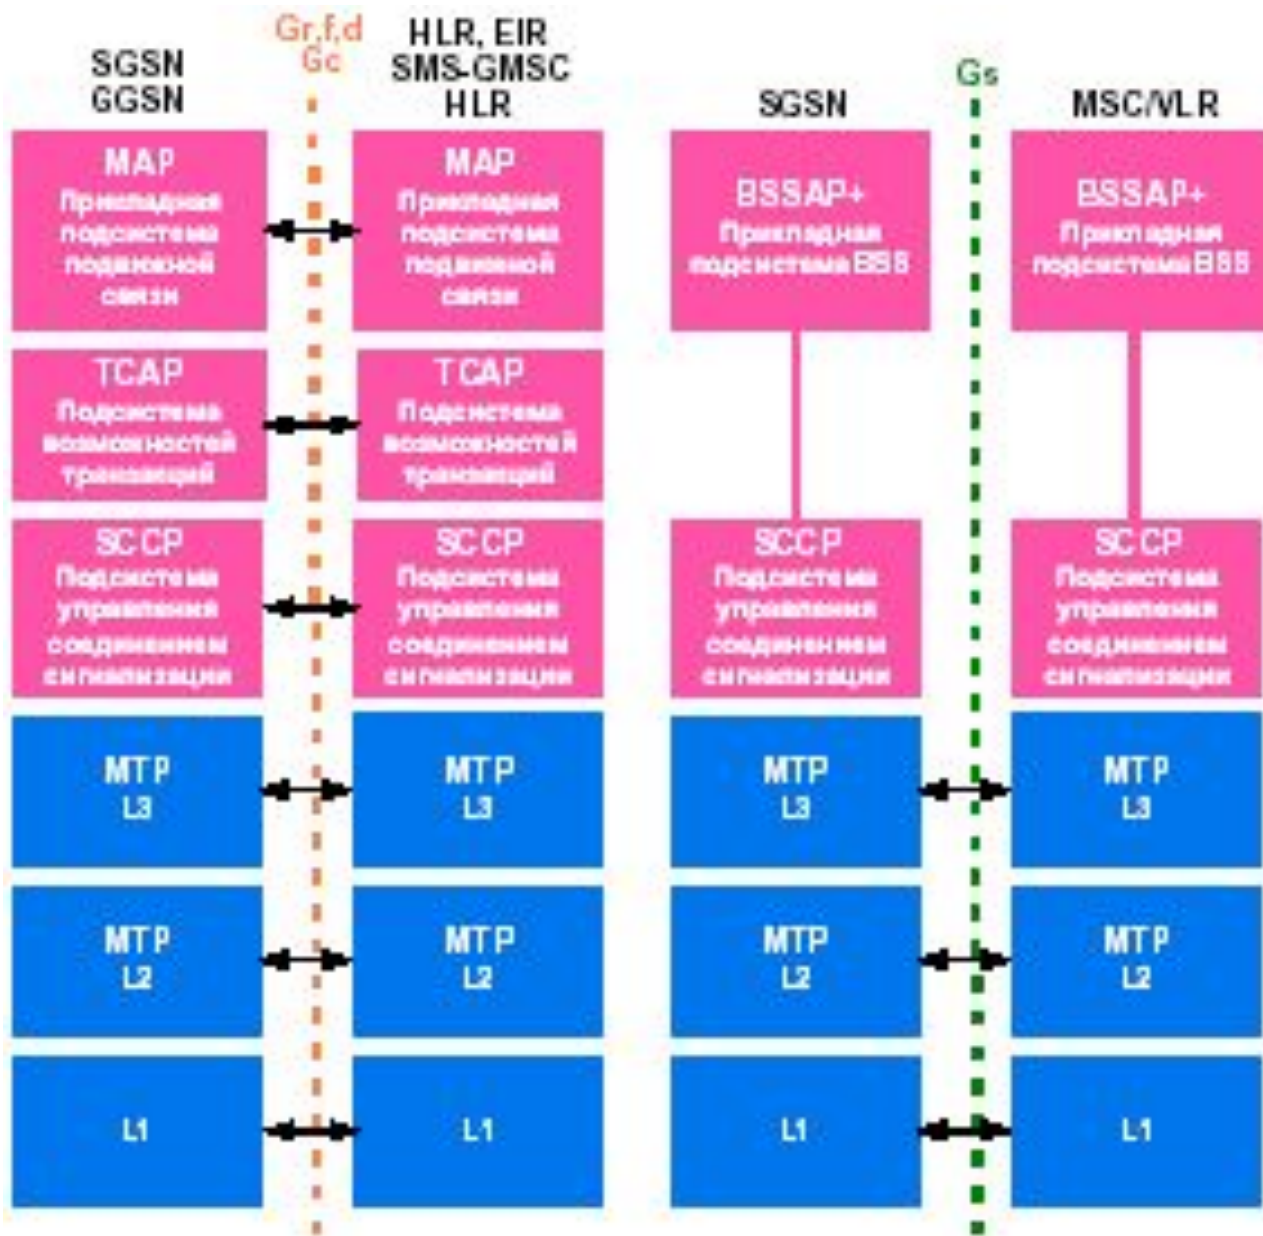 SGSN
GGSN
Gr,f,d
Gc
HLR, EIR
SMS-GMSC
HLR
MAP
Прикладная
подсистема
подвижной
связи
MAP
Прикладная
подсистема
подвижной
связи
TCAP
Подсистема
возможностей
транзакций
TCAP
Подсистема
возможностей
транзакций
SCCP
Подсистема
управления
соединением
сигнализации
SCCP
Подсистема
управления
соединением
сигнализации
MTP
L3
MTP
L3
MTP
L2
MTP
L2
L1
L1
SGSN
Gs
MSC/VLR
BSSAP+
Прикладная
подсистема BSS
BSSAP+
Прикладная
подсистема BSS
SCCP
Подсистема
управления
соединением
сигнализации
SCCP
Подсистема
управления
соединением
сигнализации
MTP
L3
MTP
L3
MTP
L2
MTP
L2
L1
L1